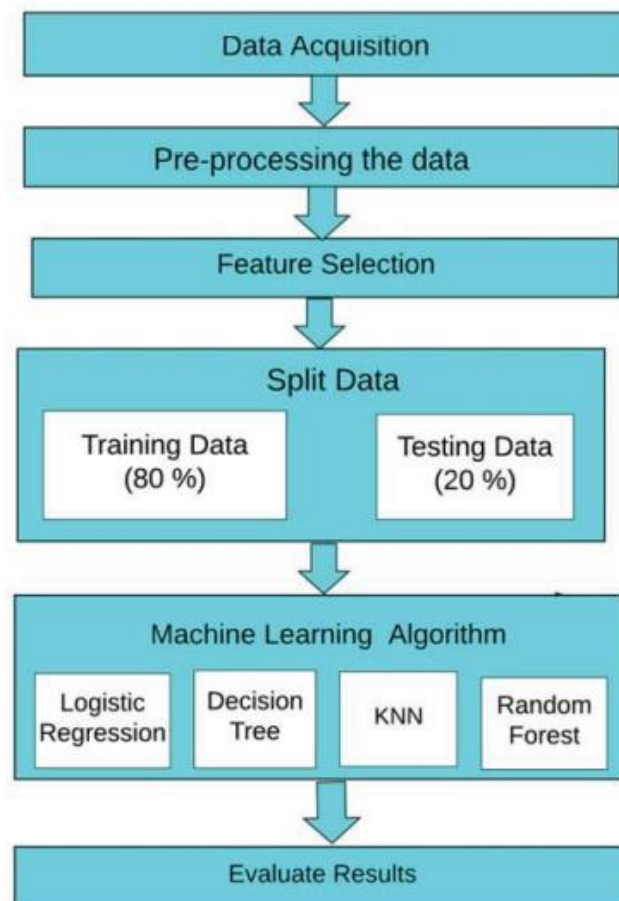 Data Acquisition
Pre-processing the data
Feature Selection
Split Data
Training Data
(80 %)
Testing Data
(20 %)
Machine Learning Algorithm
Logistic
Regression
Decision
Tree
KNN
Random
Forest
Evaluate Results